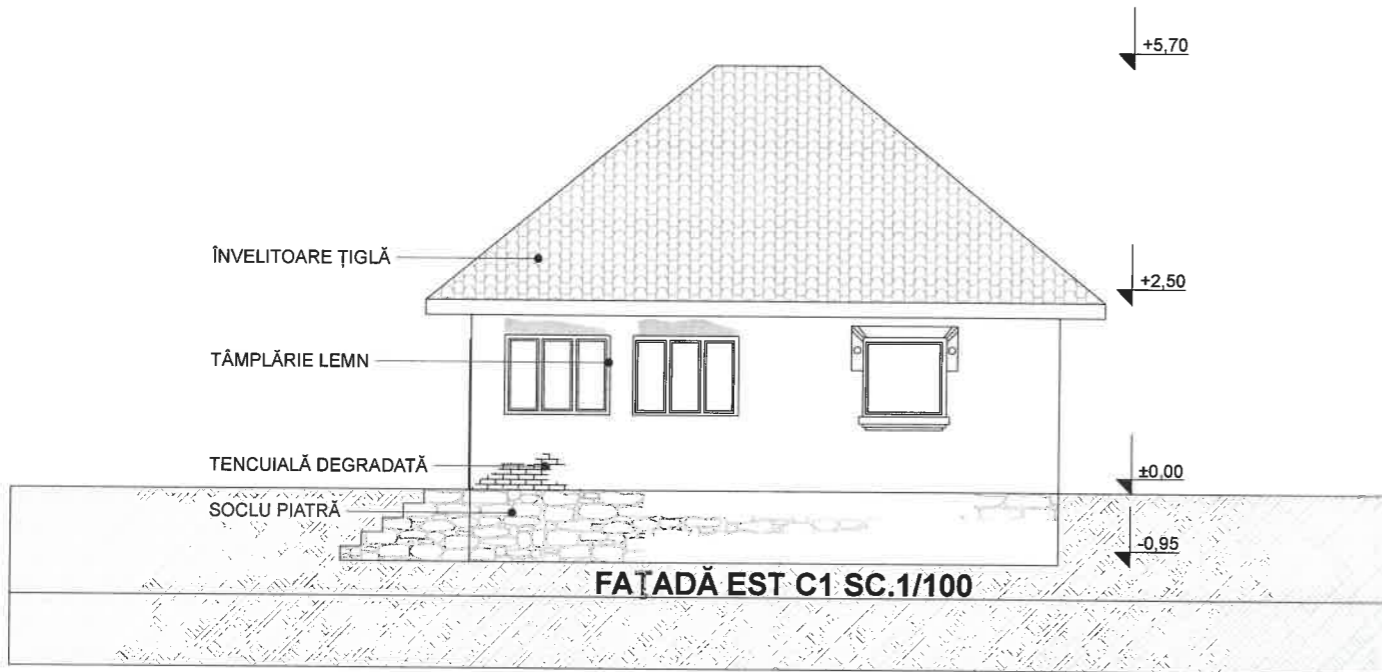 +5,70
ÎNVELITOARE ȚIGLĂ
+2,50
TÂMPLĂRIE LEMN
TENCUIALĂ DEGRADATĂ
±0,00
SOCLU PIATRĂ
-0,95
FAȚADĂ EST C1 SC.1/100